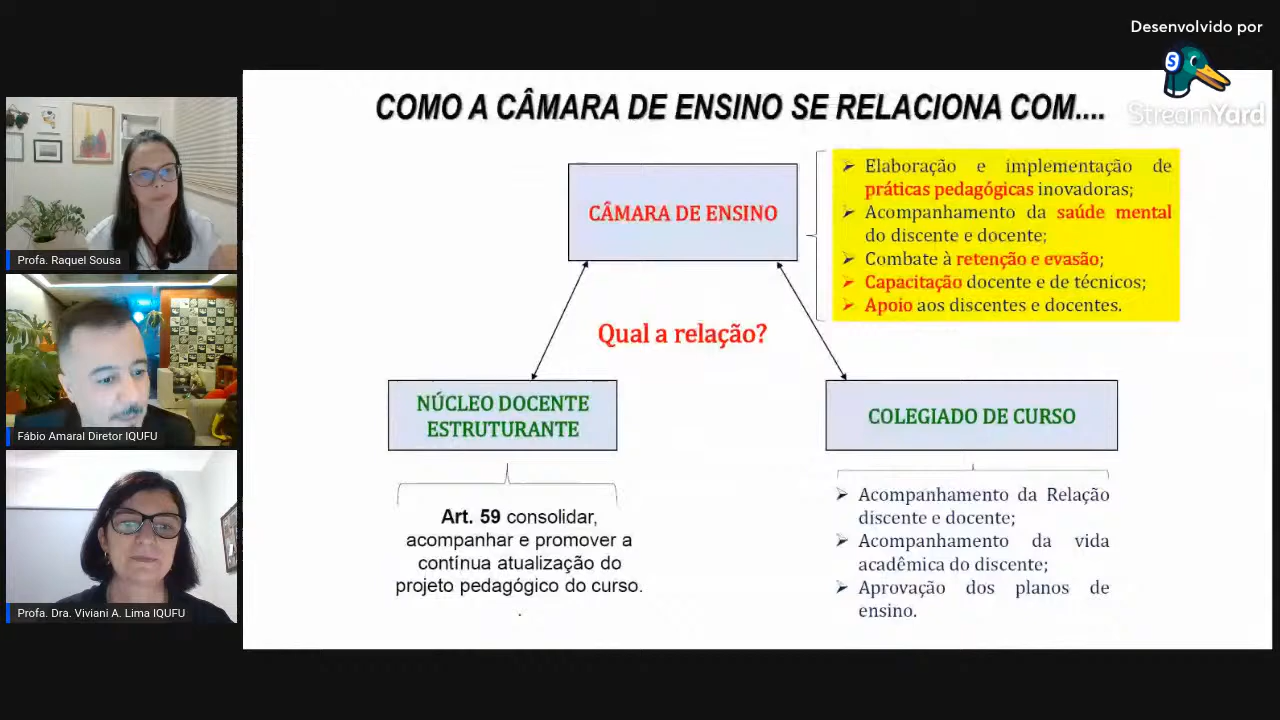 Desenvolvido por
StreamYard
COMO A CÂMARA DE ENSINO SE RELACIONA COM....
CÂMARA DE ENSINO
➢ Elaboração e implementação de
práticas pedagógicas inovadoras;
➢ Acompanhamento da saúde mental
do discente e docente;
➢ Combate à retenção e evasão;
➢ Capacitação docente e de técnicos;
➢ Apoio aos discentes e docentes.
Qual a relação?
NÚCLEO DOCENTE
ESTRUTURANTE
COLEGIADO DE CURSO
Art. 59 consolidar,
acompanhar e promover a
contínua atualização do
projeto pedagógico do curso.
.
➢ Acompanhamento da Relação
discente e docente;
➢ Acompanhamento da vida
acadêmica do discente;
➢ Aprovação dos planos de
ensino.
Profa. Raquel Sousa
Fábio Amaral Diretor IQUFU
Profa. Dra. Viviani A. Lima IQUFU